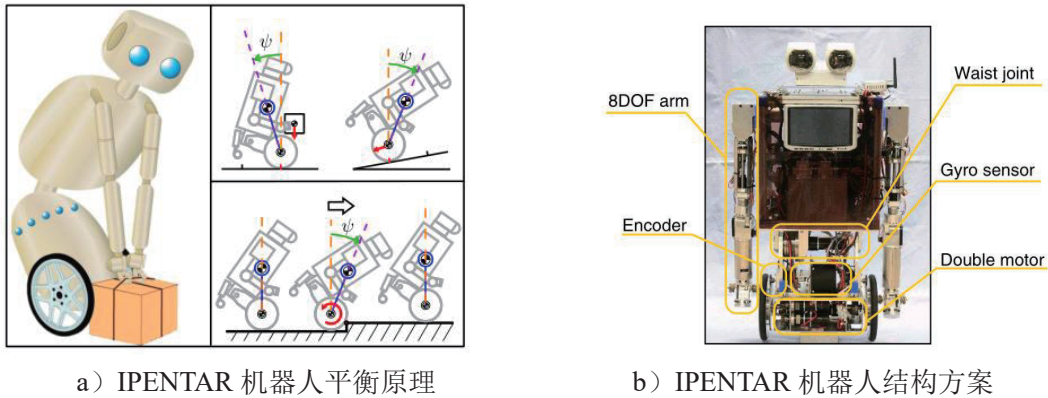 ψ
ψ
ψ
8DOF arm
Waist joint
Gyro sensor
Encoder
Double motor
a）IPENTAR 机器人平衡原理
b）IPENTAR 机器人结构方案